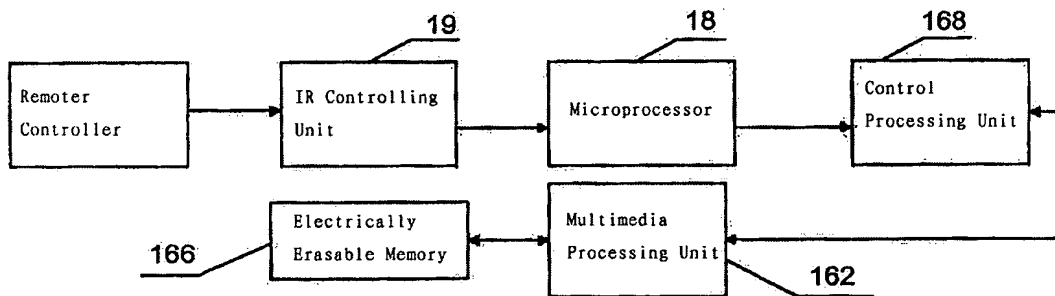 19
18
168
Remoter
Controller
IR Controlling
Unit
Microprocessor
Control
Processing Unit
Electrically
Erasable Memory
Multimedia
Processing Unit
166
162